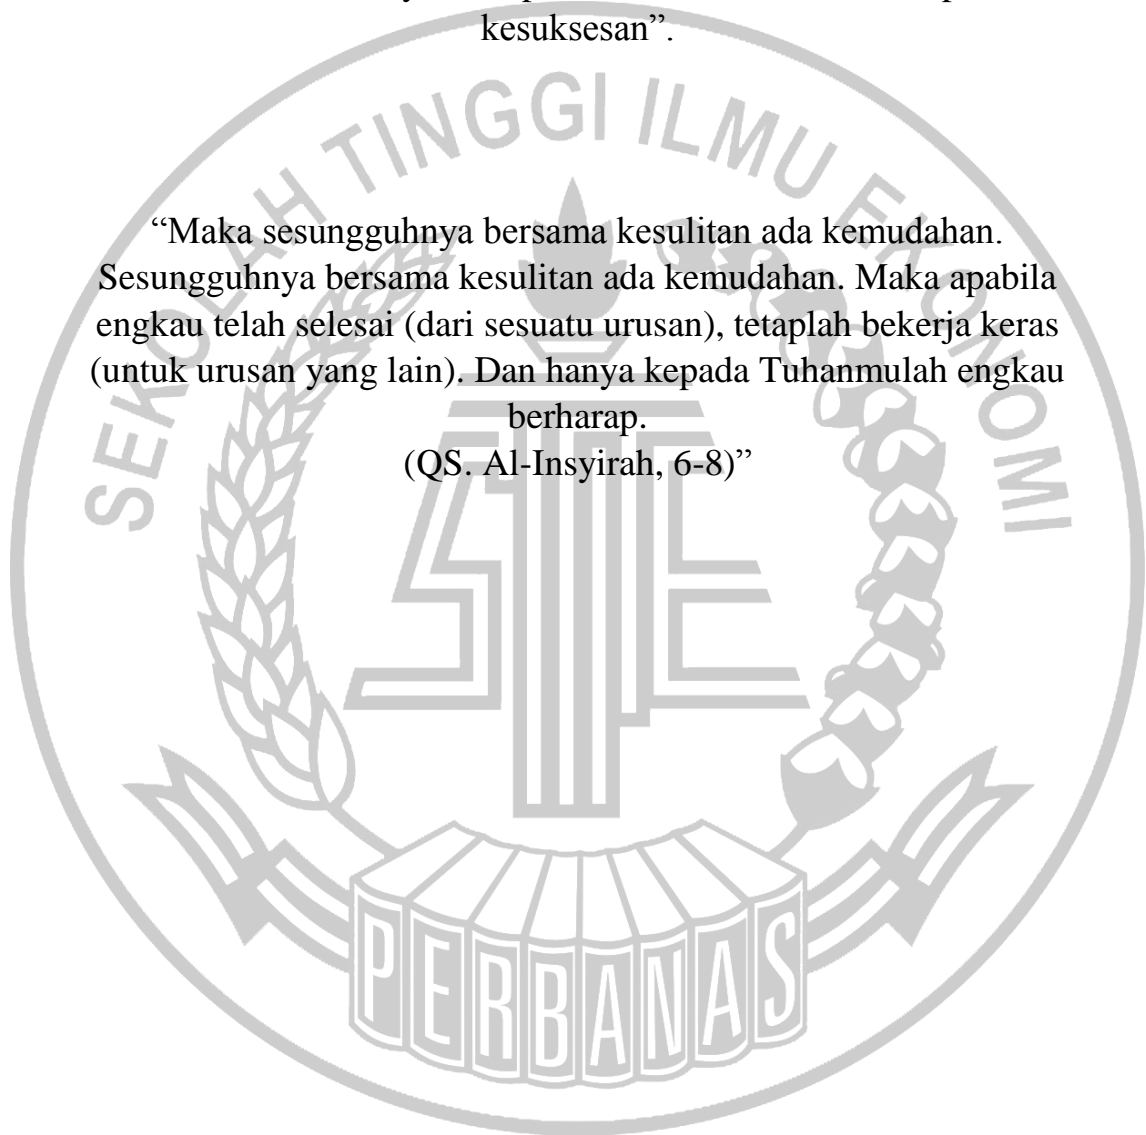 kesuksesan”.
SEKOLAH TINGGI ILMU EKONOMI
“Maka sesungguhnya bersama kesulitan ada kemudahan.
Sesungguhnya bersama kesulitan ada kemudahan. Maka apabila
engkau telah selesai (dari sesuatu urusan), tetaplah bekerja keras
(untuk urusan yang lain). Dan hanya kepada Tuhanmulah engkau
berharap.
(QS. Al-Insyirah, 6-8)”
PERBANAS